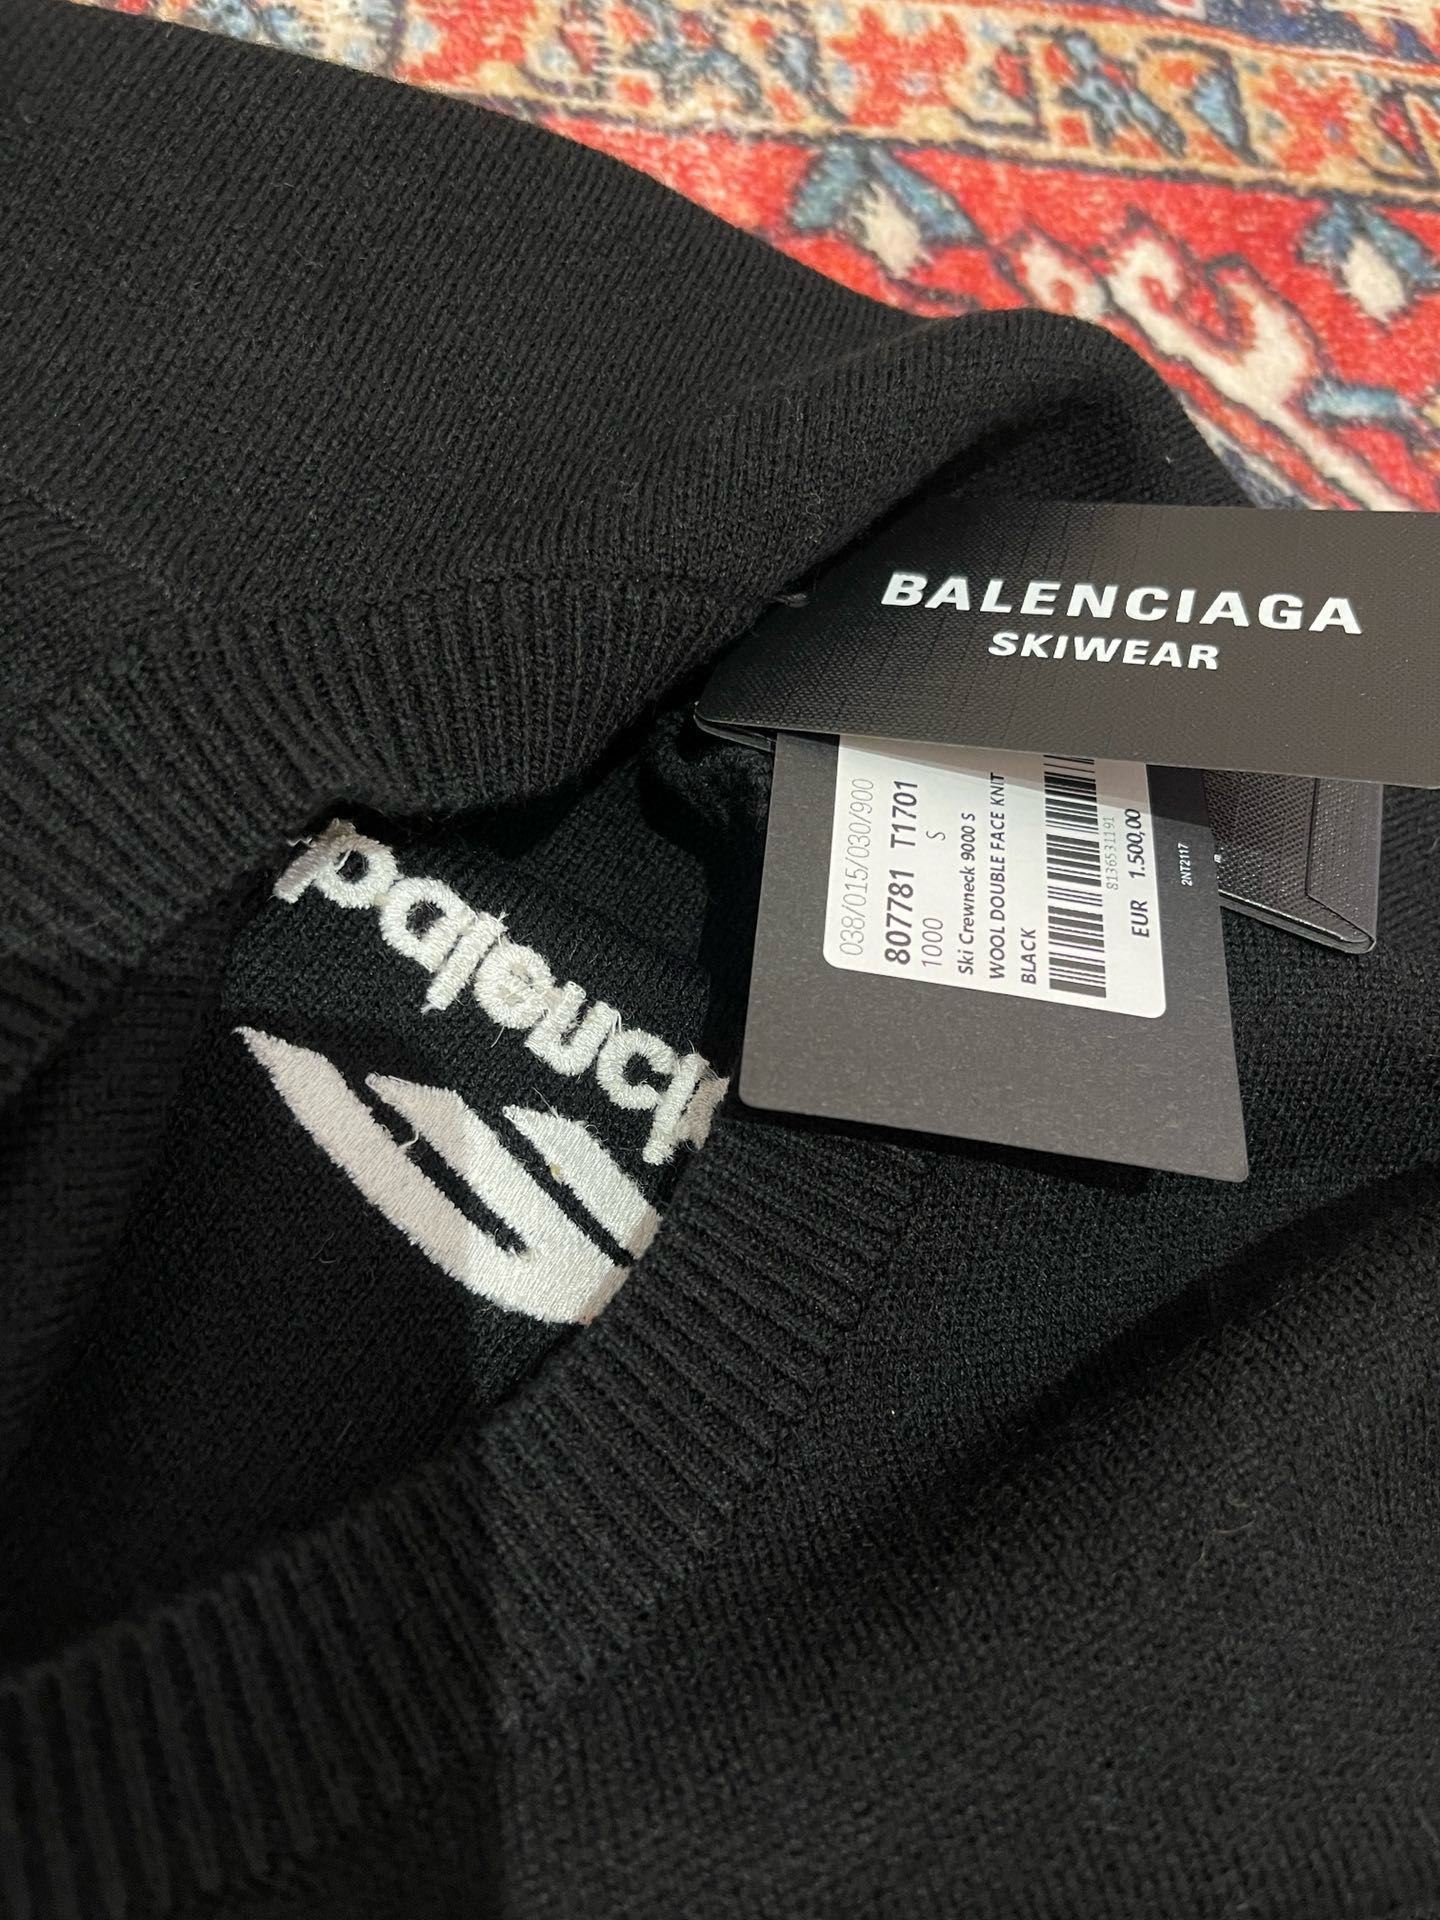 BALENCIAGA
SKIWEAR
038/015/030/900
807781 T1701
1000 S
Ski Crewneck 9000 S
WOOL DOUBLE FACE KNIT
BLACK
8136531191
EUR 1.500,00
2NT2117